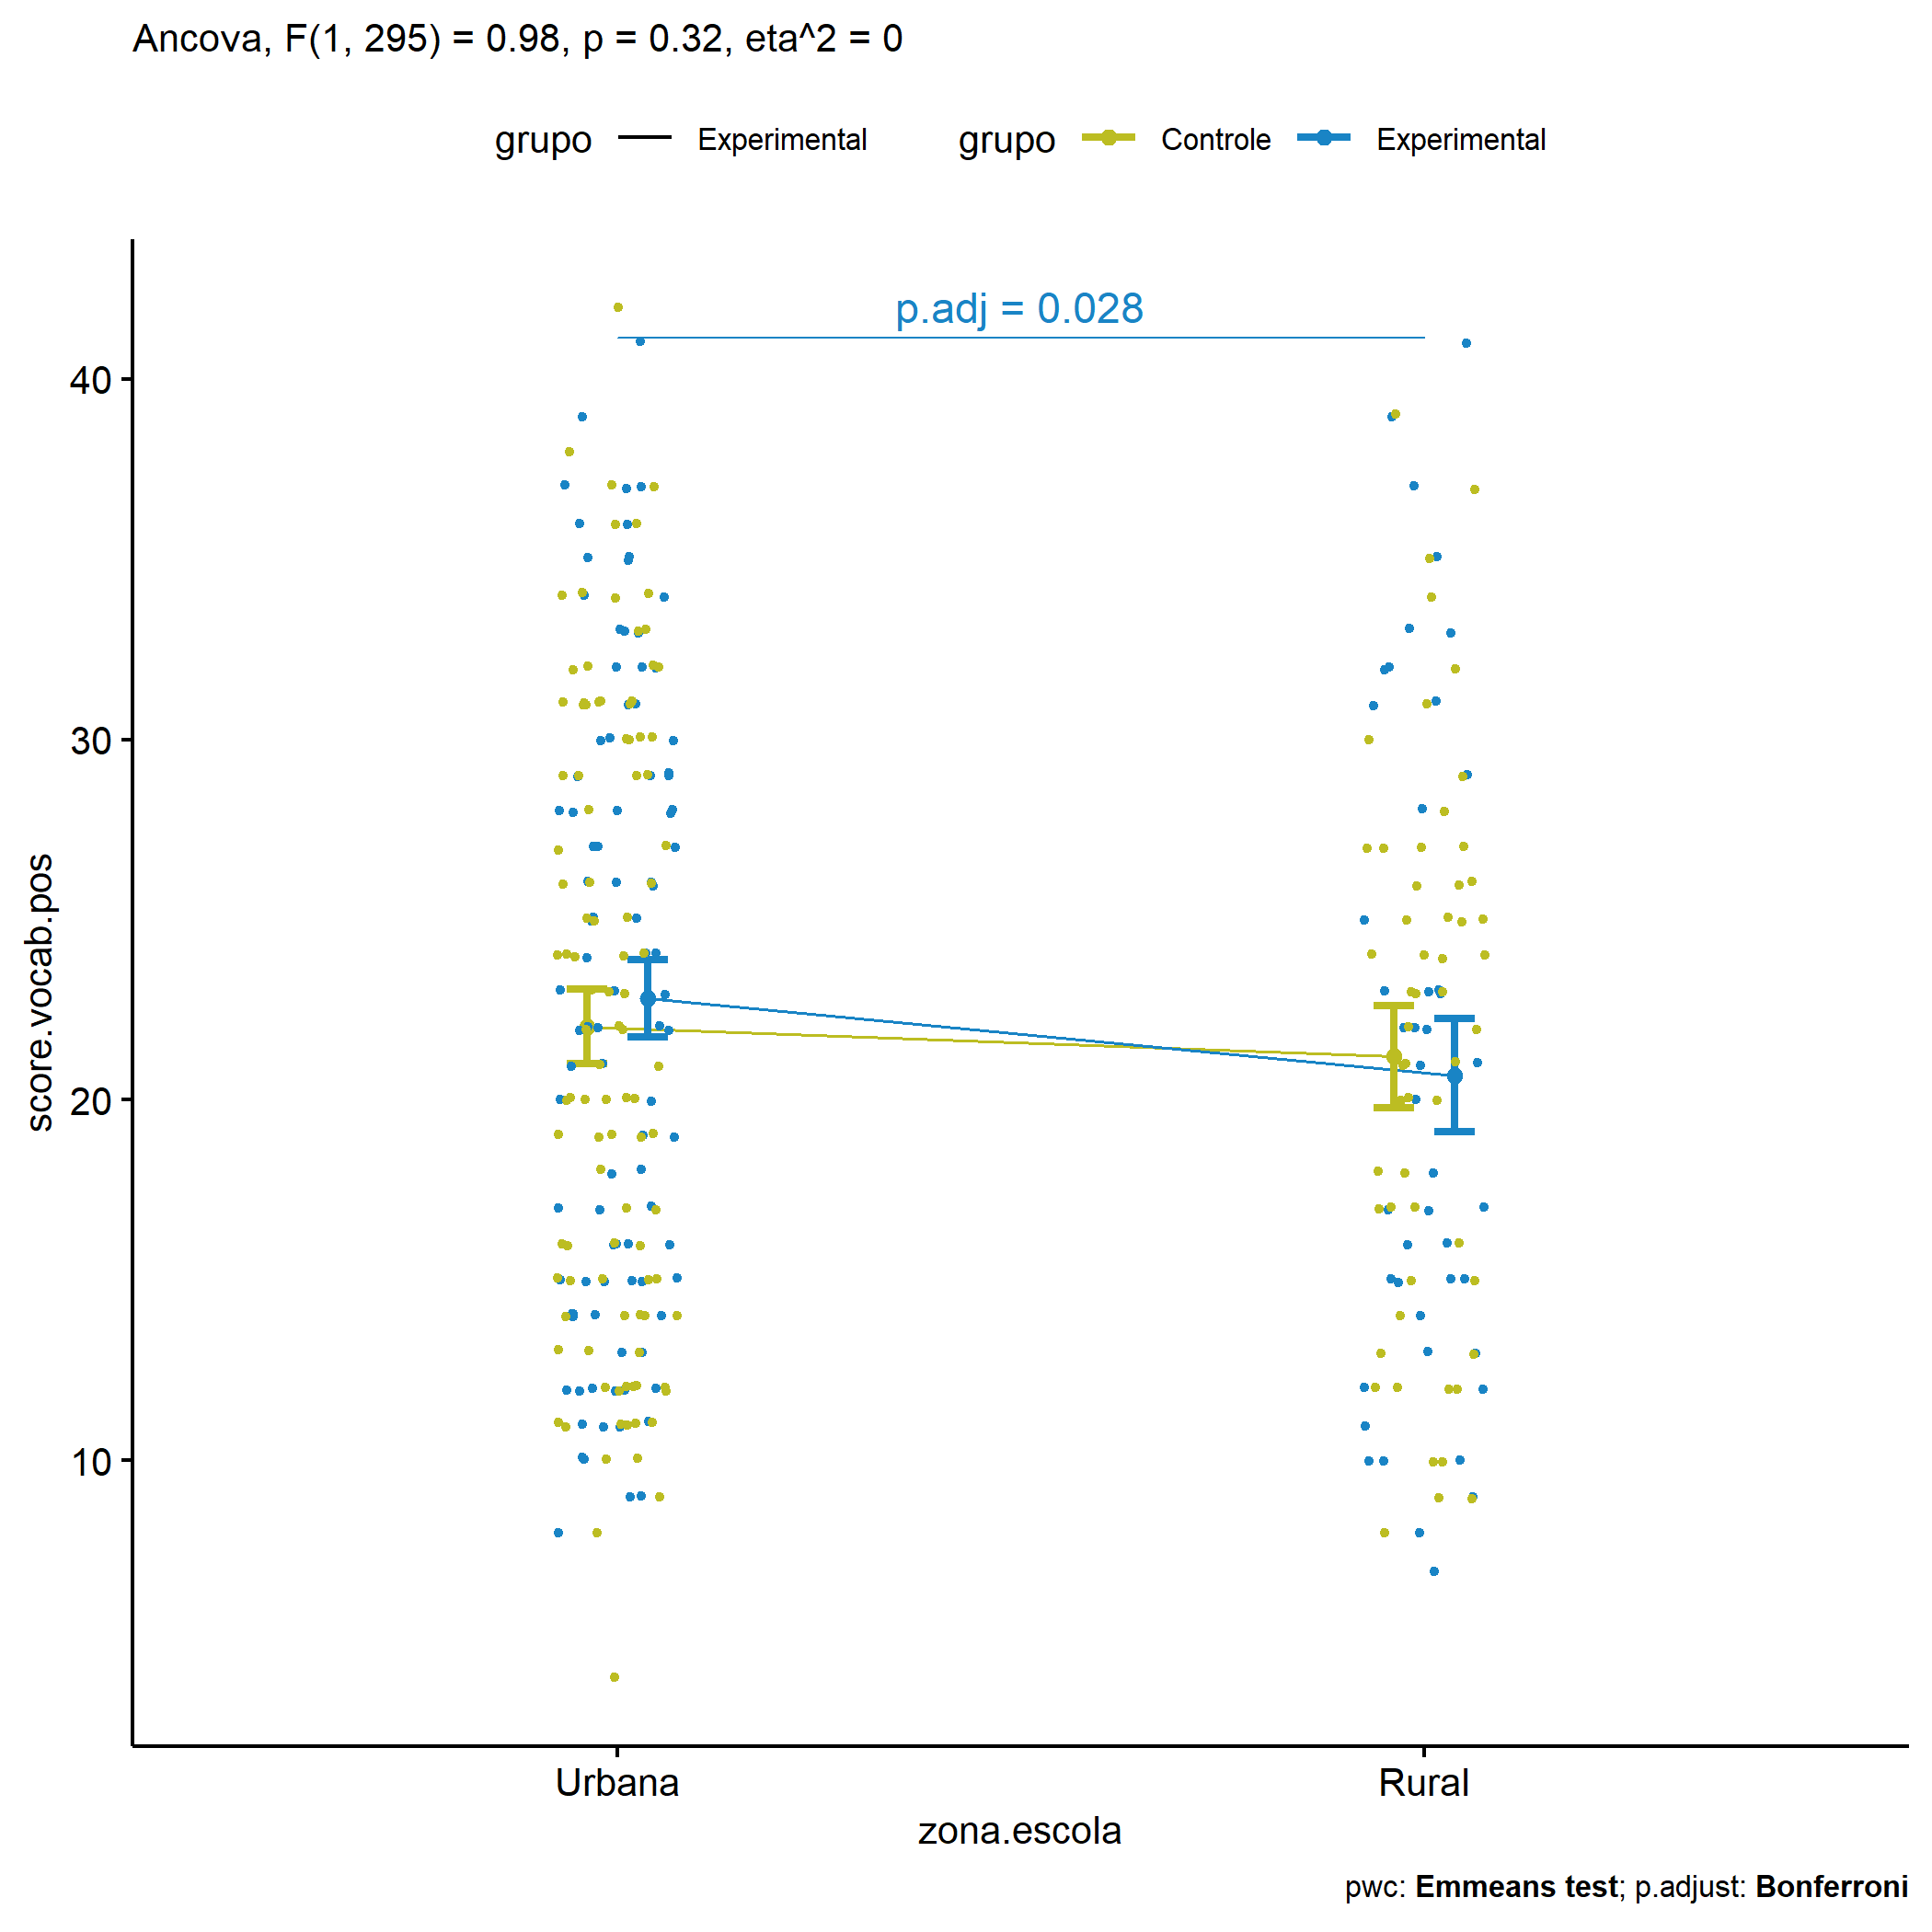 Ancova, F(1, 295) = 0.98, p = 0.32, eta^2 = 0
grupo Experimental grupo Controle Experimental
p.adj = 0.028
40
30
20
10
score.vocab.pos
Urbana Rural
zona.escola
pwc: Emmeans test; p.adjust: Bonferroni